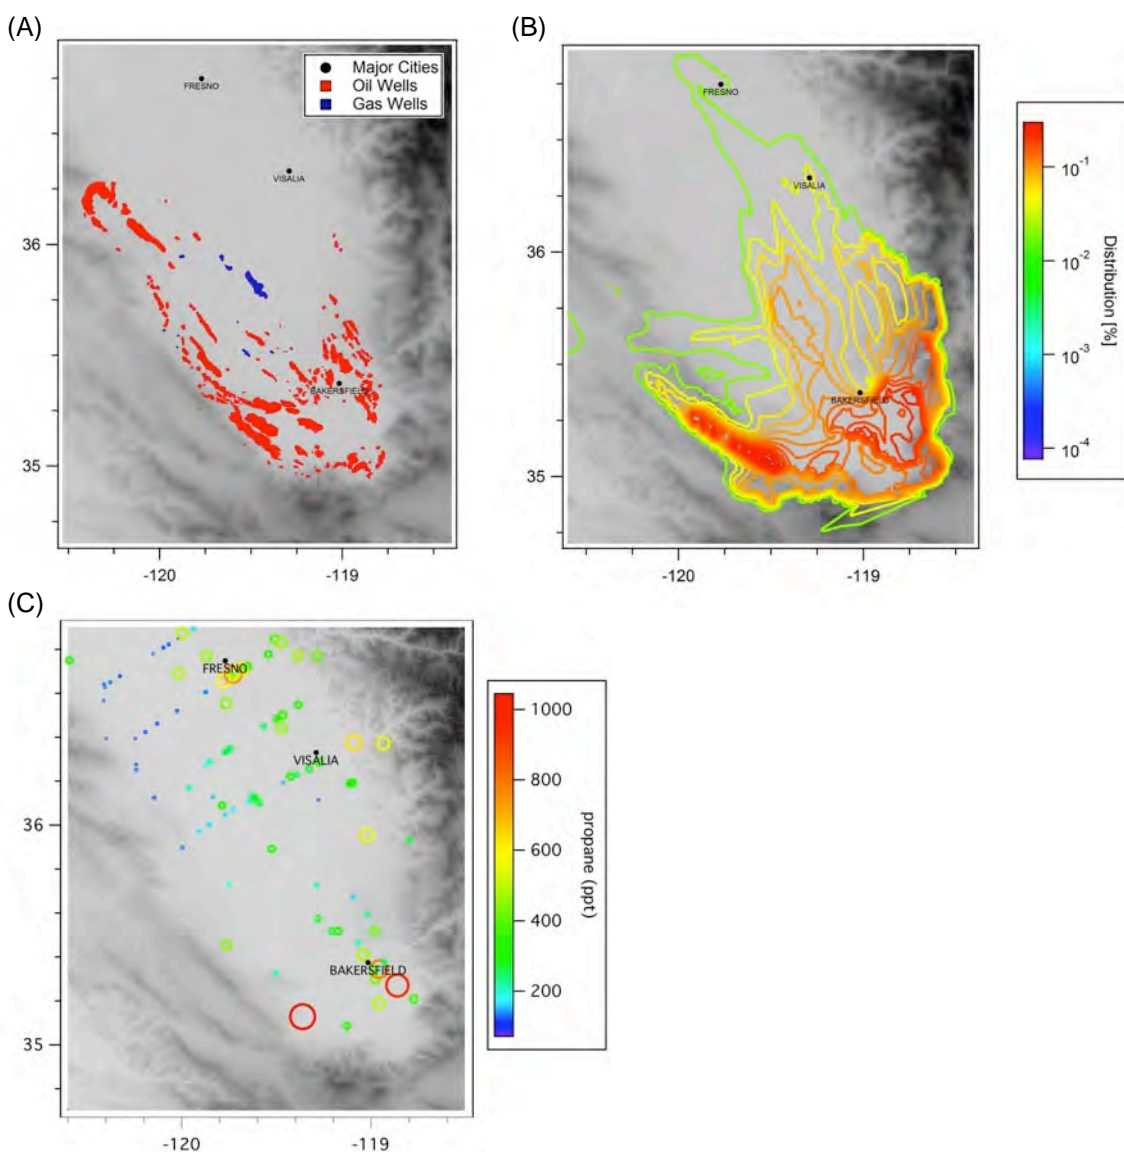 (A)
Major Cities
Oil Wells
Gas Wells
FRESNO
VISALIA
BAKERSFIELD
36
35
-120
-119
(B)
FRESNO
VISALIA
BAKERSFIELD
36
35
-120
-119
10^-1
10^-2
10^-3
10^-4
Distribution [%]
(C)
FRESNO
VISALIA
BAKERSFIELD
36
35
-120
-119
1000
800
600
400
200
propane (ppt)